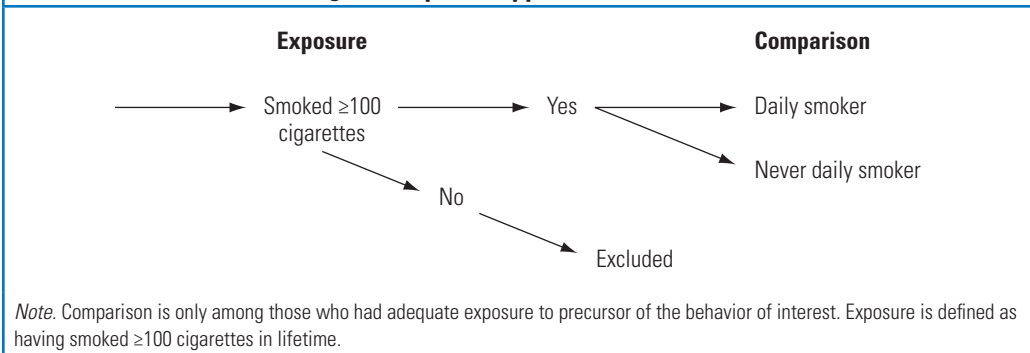 Exposure Comparison
Smoked ≥100 Yes Daily smoker
cigarettes
Never daily smoker
No
Excluded
Note. Comparison is only among those who had adequate exposure to precursor of the behavior of interest. Exposure is defined as
having smoked ≥100 cigarettes in lifetime.